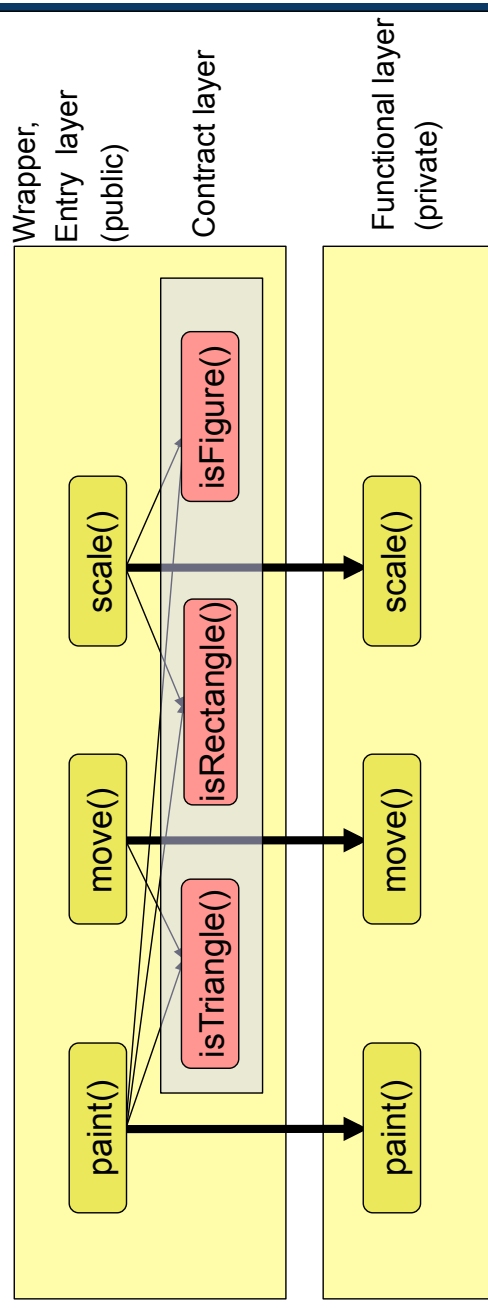 Wrapper,
Entry layer
(public)
paint()
move()
scale()
Contract layer
isTriangle()
isRectangle()
isFigure()
Functional layer
(private)
paint()
move()
scale()